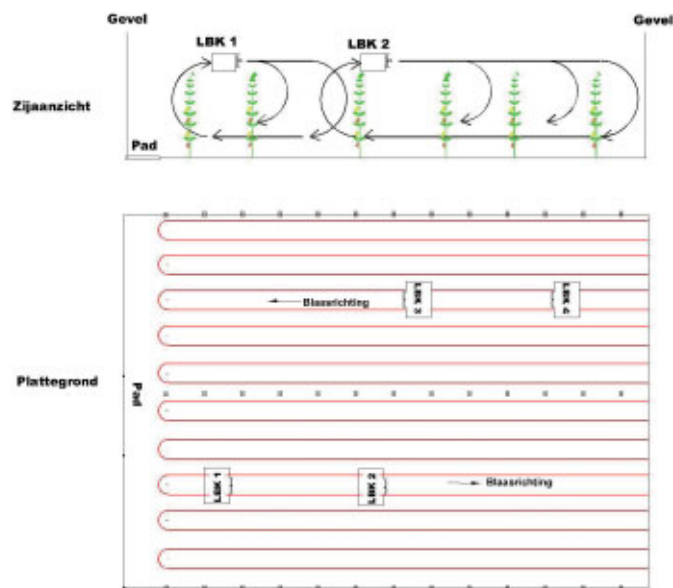 Gevel
Gevel
LBK 1
LBK 2
Zijaanzicht
Pad
Blaasrichting
LBK 3
LBK 4
Plattegrond
Pad
LBK 1
LBK 2
Blaasrichting